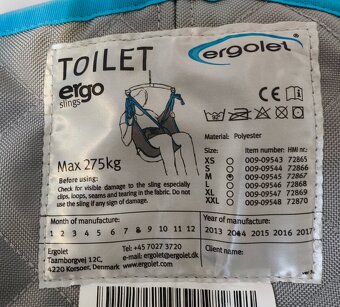 TOILET
ergo
slings
ergolet
Max 275kg
Before using:
Check for visible damage to the sling especially
clips, loops, seams and tearing in the fabric. Do not
use the sling if any sign of damage.
Material: Polyester
Size: Itemnumber: HMI nr.:
XS 009-09543 72865
S 009-09544 72866
M 009-09545 72867
L 009-09546 72868
XL 009-09547 72869
XXL 009-09548 72870
Month of manufacture:
1 2 3 4 5 6 7 8 9 10 11 12
Year of manufacture:
2013 2014 2015 2016 2017
Ergolet
Taarnborgvej 12C,
4220 Korsoer, Denmark
Tel: +45 7027 3720
e-mail: ergolet@ergolet.dk
www.ergolet.com
Client name: